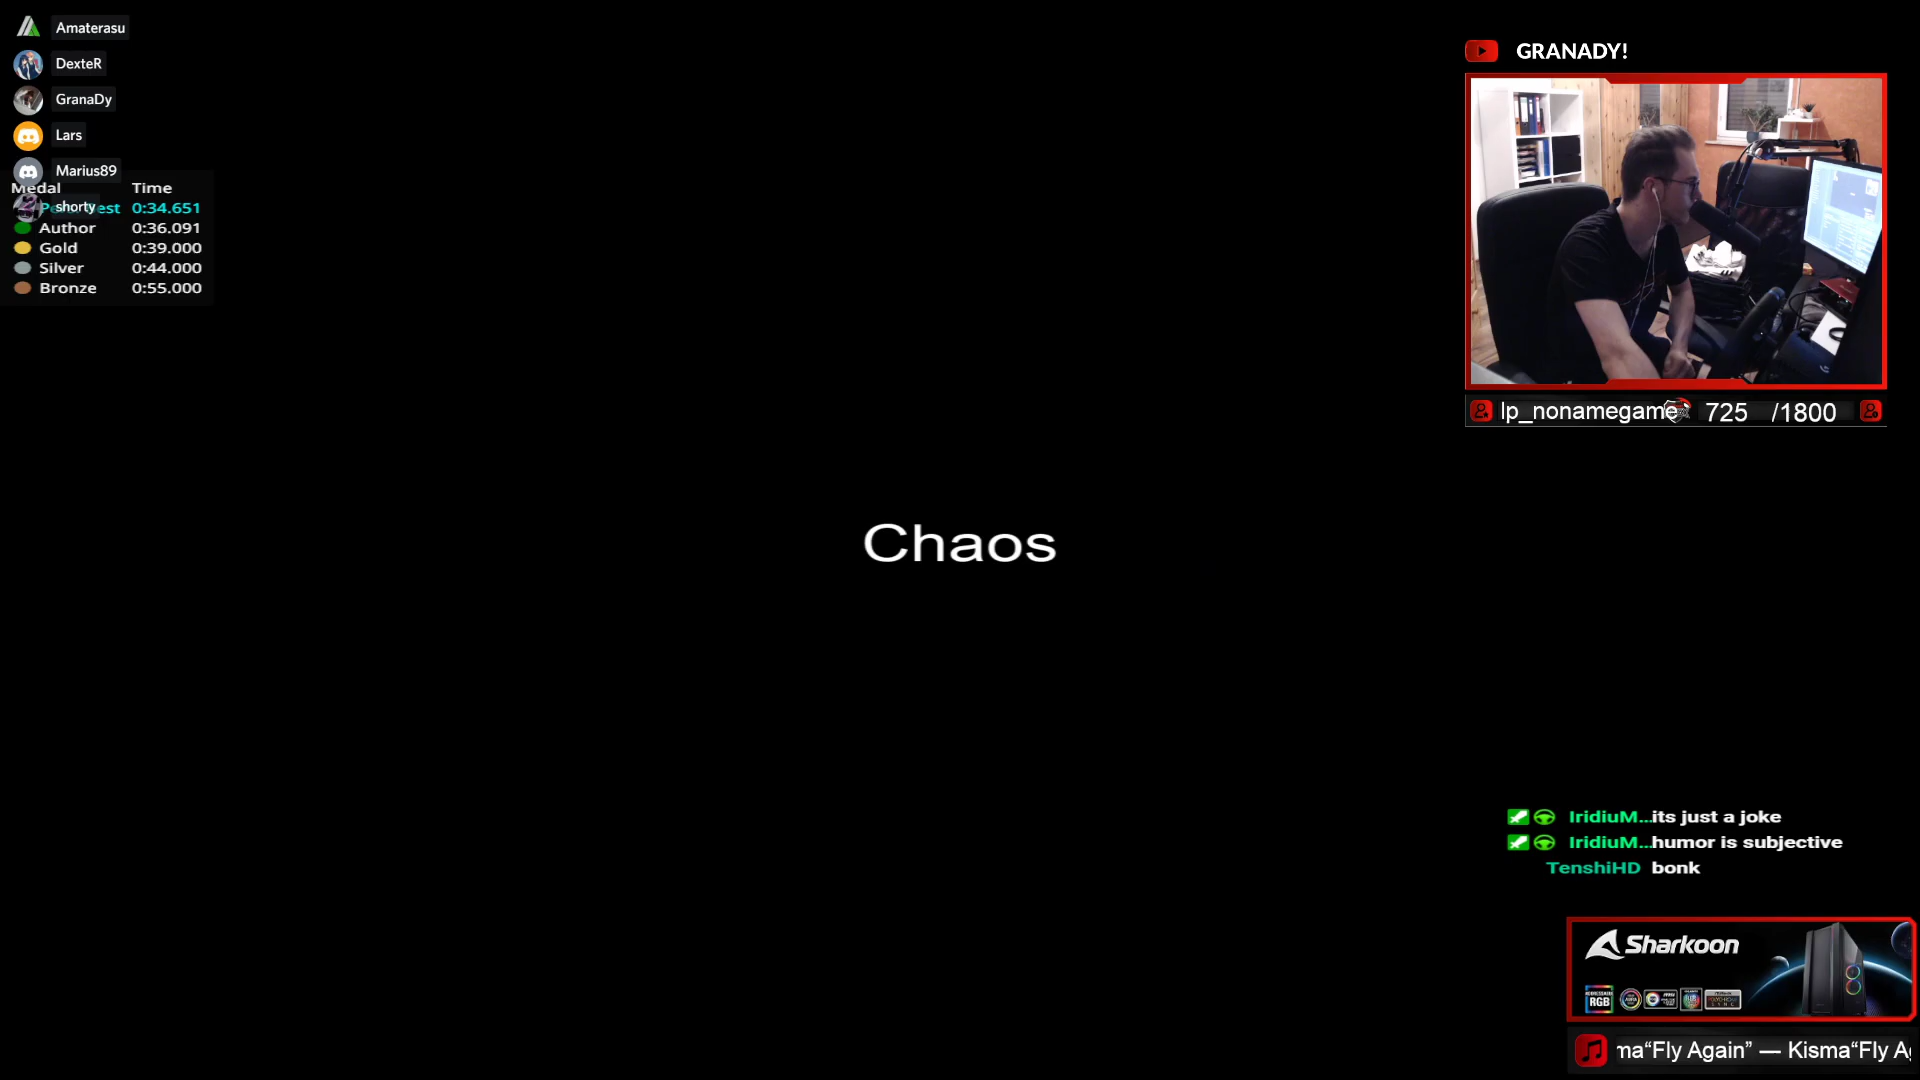 Amaterasu
DexteR
GranaDy
Lars
Marius89
shorty
Medal Time
0:34.651
Author 0:36.091
Gold 0:39.000
Silver 0:44.000
Bronze 0:55.000
GRANADY!
lp_nonamegame 725 /1800
Chaos
IridiuM...its just a joke
IridiuM...humor is subjective
TenshiHD bonk
Sharkoon
RGB
ma“Fly Again” — Kisma“Fly Ag